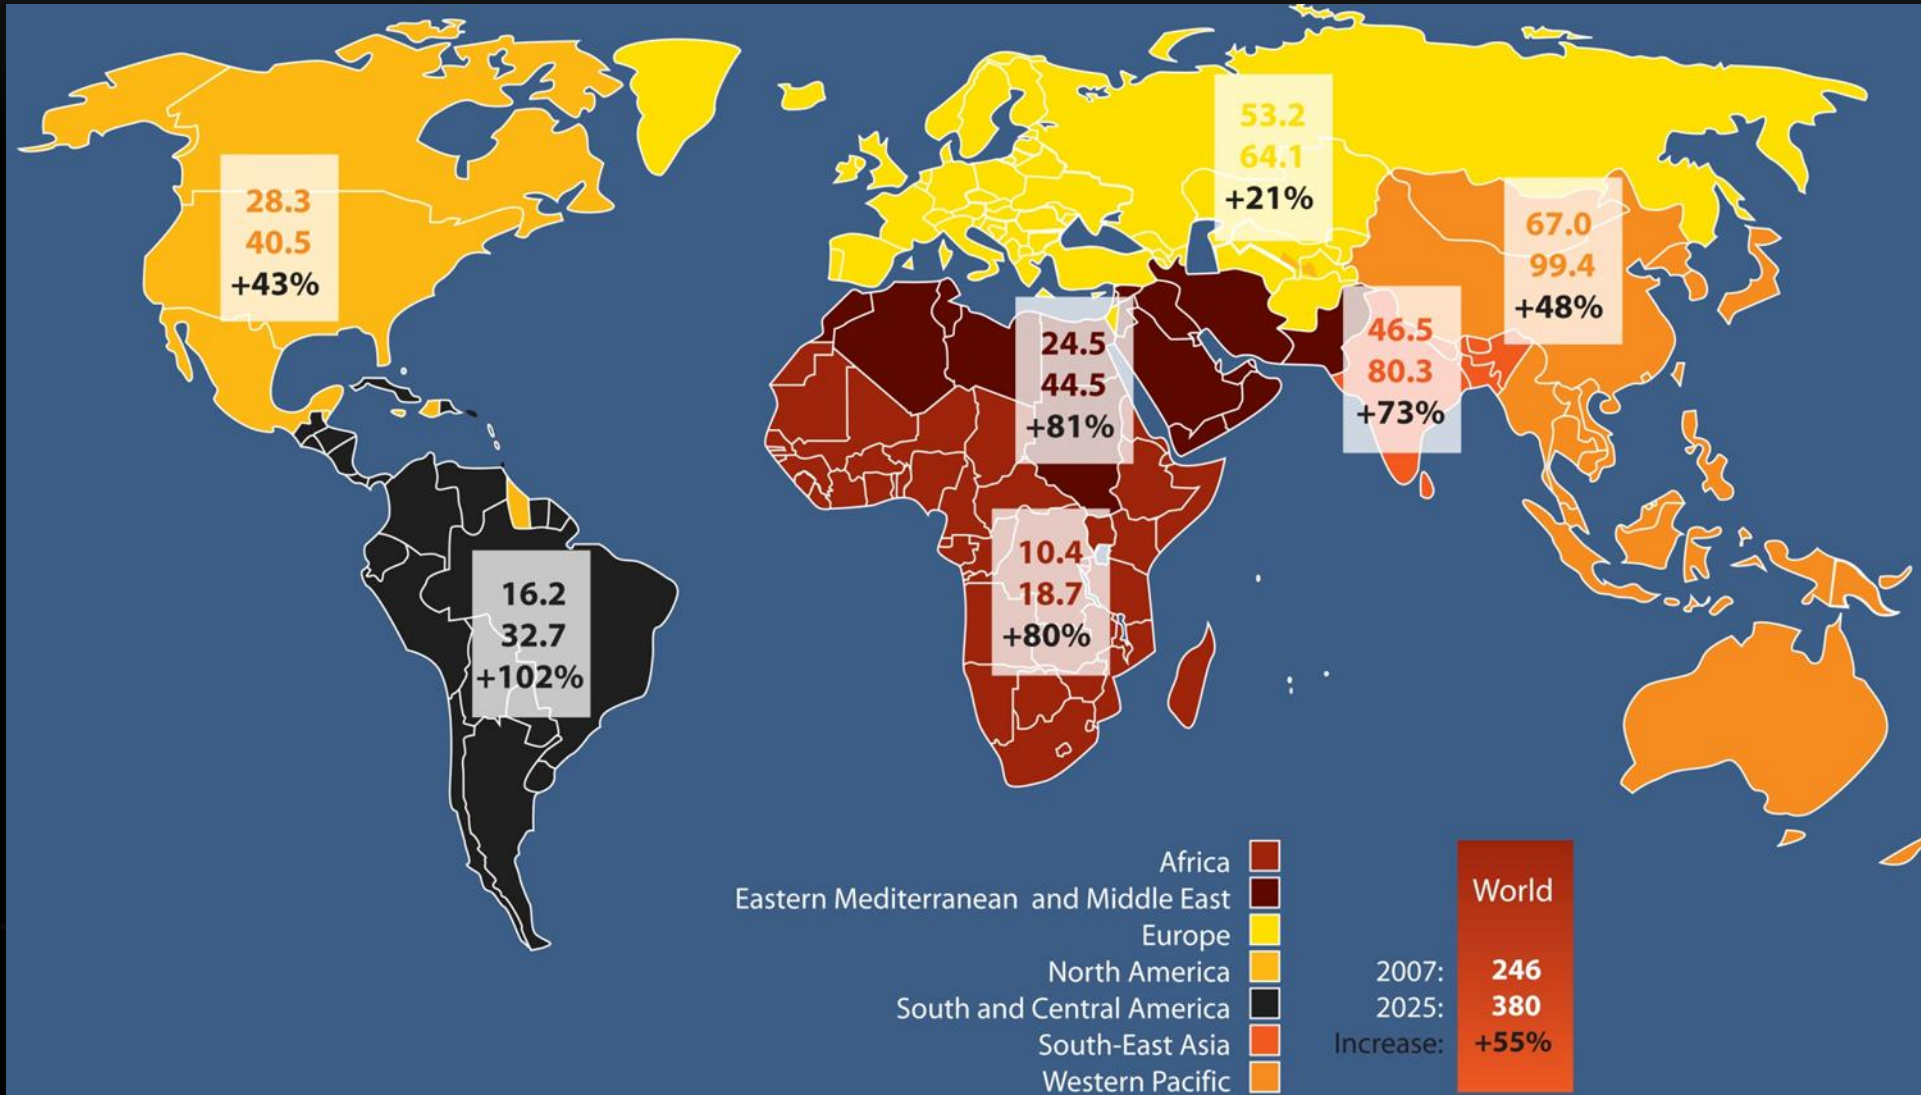 53.2
64.1
+21%
28.3
40.5
+43%
67.0
99.4
+48%
24.5
44.5
+81%
46.5
80.3
+73%
10.4
18.7
+80%
16.2
32.7
+102%
Africa
Eastern Mediterranean and Middle East
Europe
North America
South and Central America
South-East Asia
Western Pacific
World
2007: 246
2025: 380
Increase: +55%